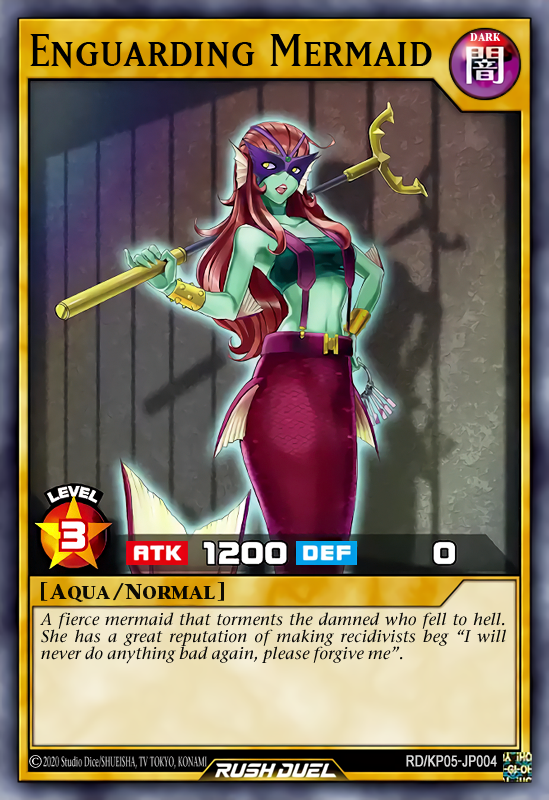 Enguarding Mermaid
DARK
闇
LEVEL
3
ATK 1200 DEF 0
[Aqua/Normal]
A fierce mermaid that torments the damned who fell to hell.
She has a great reputation of making recidivists beg “I will
never do anything bad again, please forgive me”.
©2020 Studio Dice/SHUEISHA, TV TOKYO, KONAMI
RUSH DUEL
RD/KP05-JP004